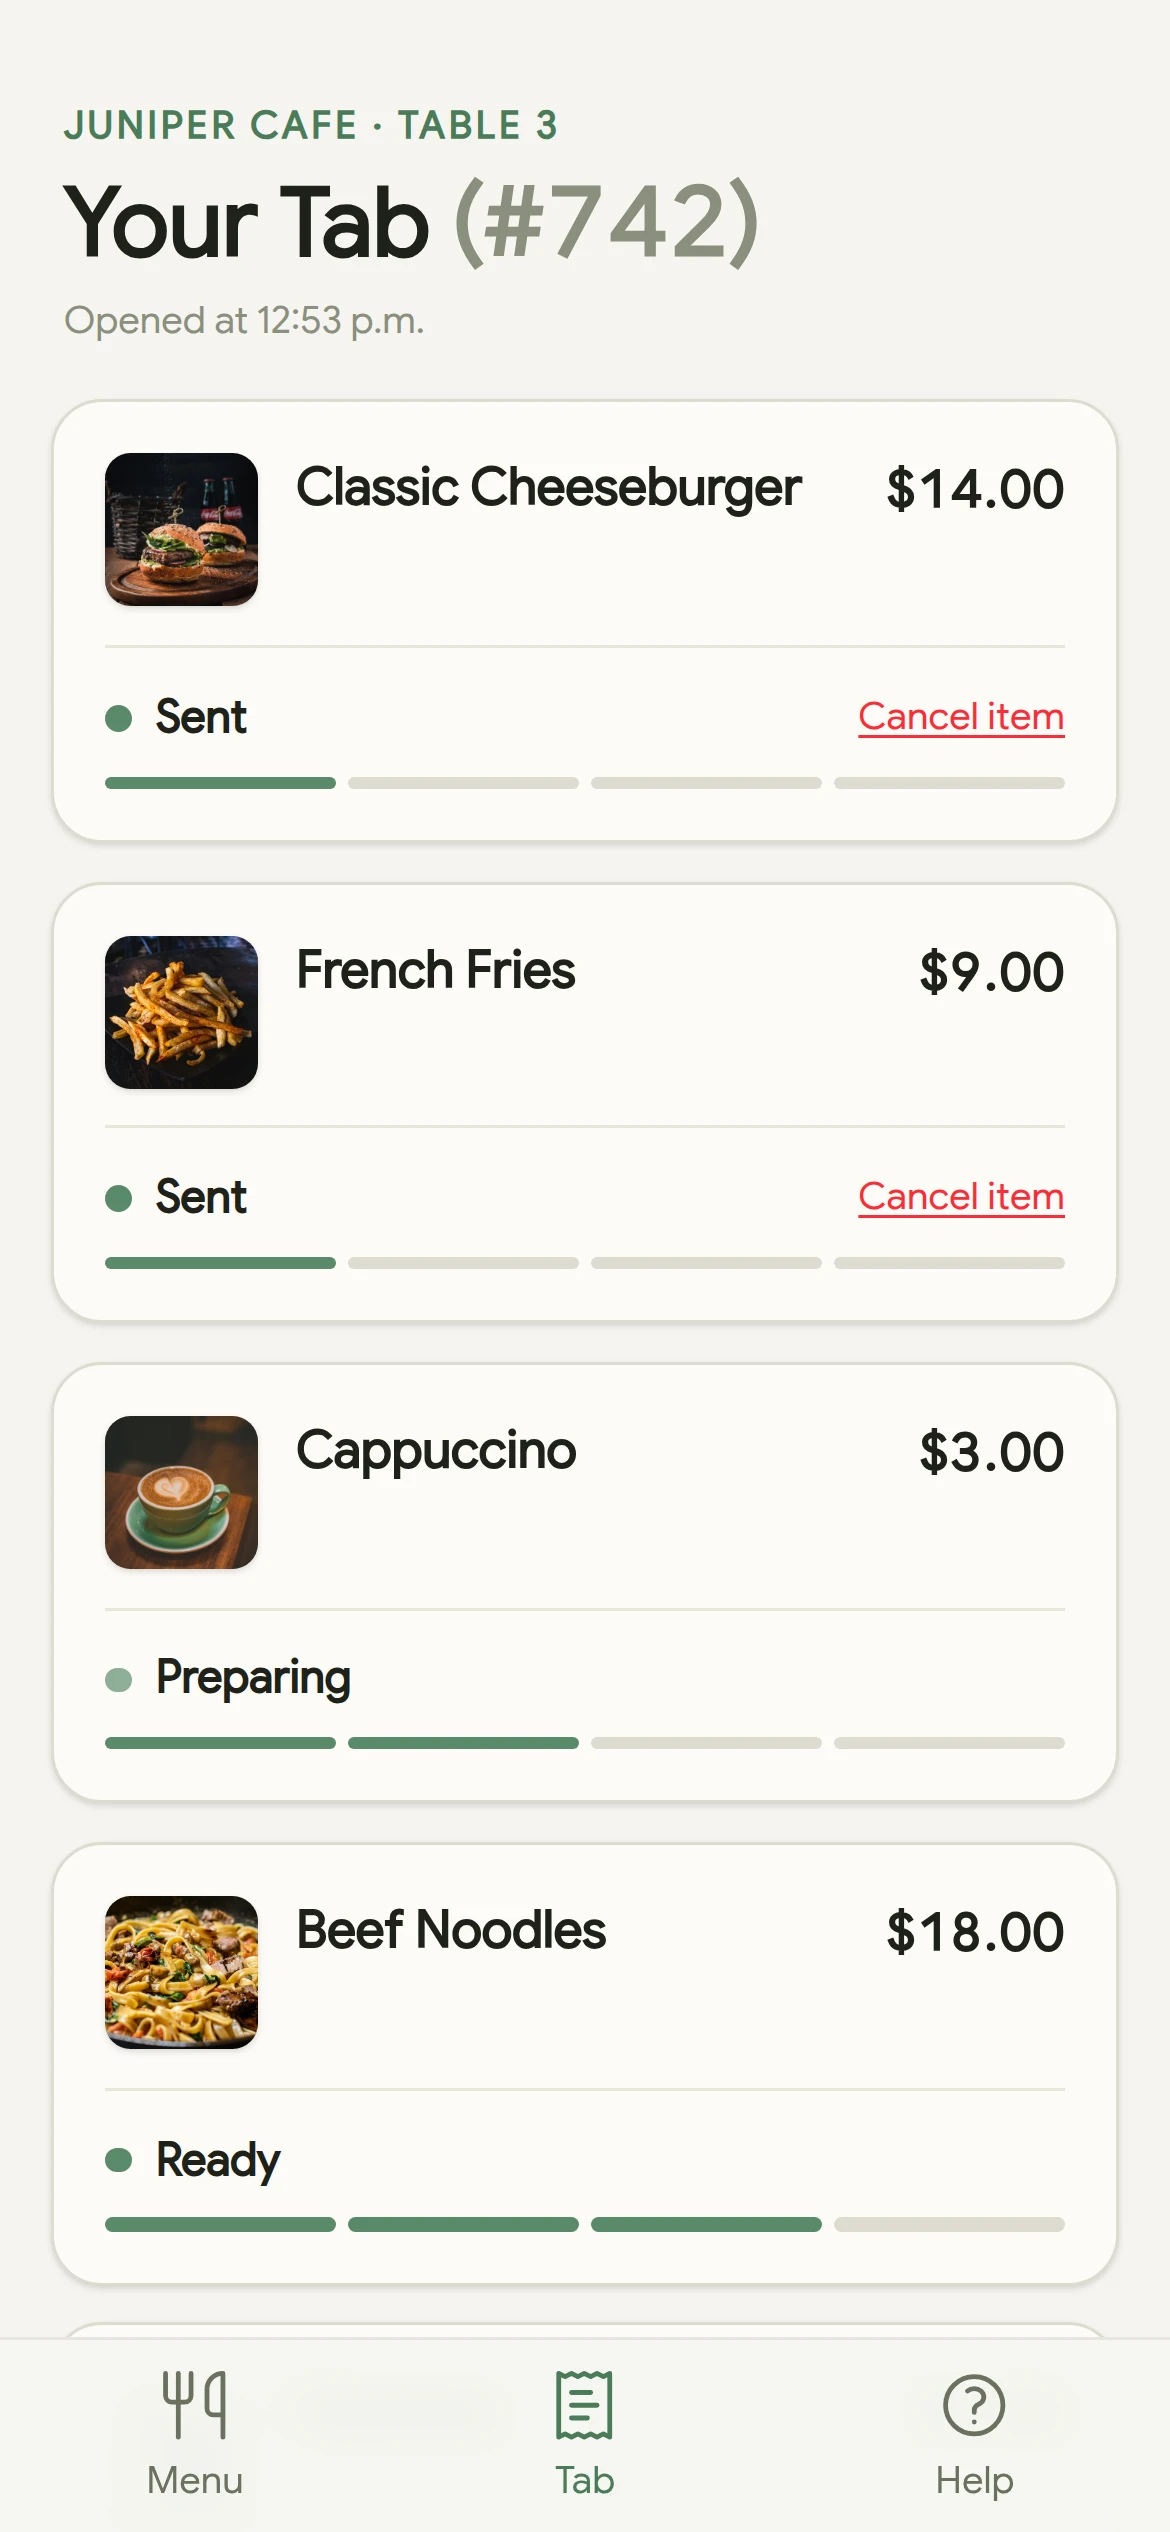 JUNIPER CAFE · TABLE 3
Your Tab (#742)
Opened at 12:53 p.m.
Classic Cheeseburger $14.00
Sent Cancel item
French Fries $9.00
Sent Cancel item
Cappuccino $3.00
Preparing
Beef Noodles $18.00
Ready
Menu Tab Help